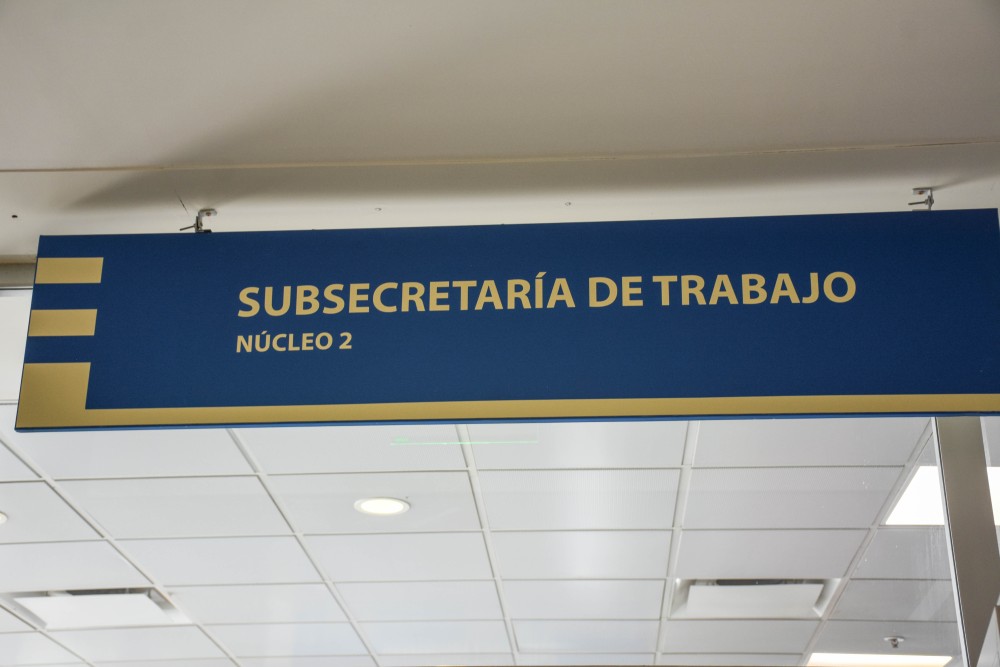 SUBSECRETARÍA DE TRABAJO
NÚCLEO 2